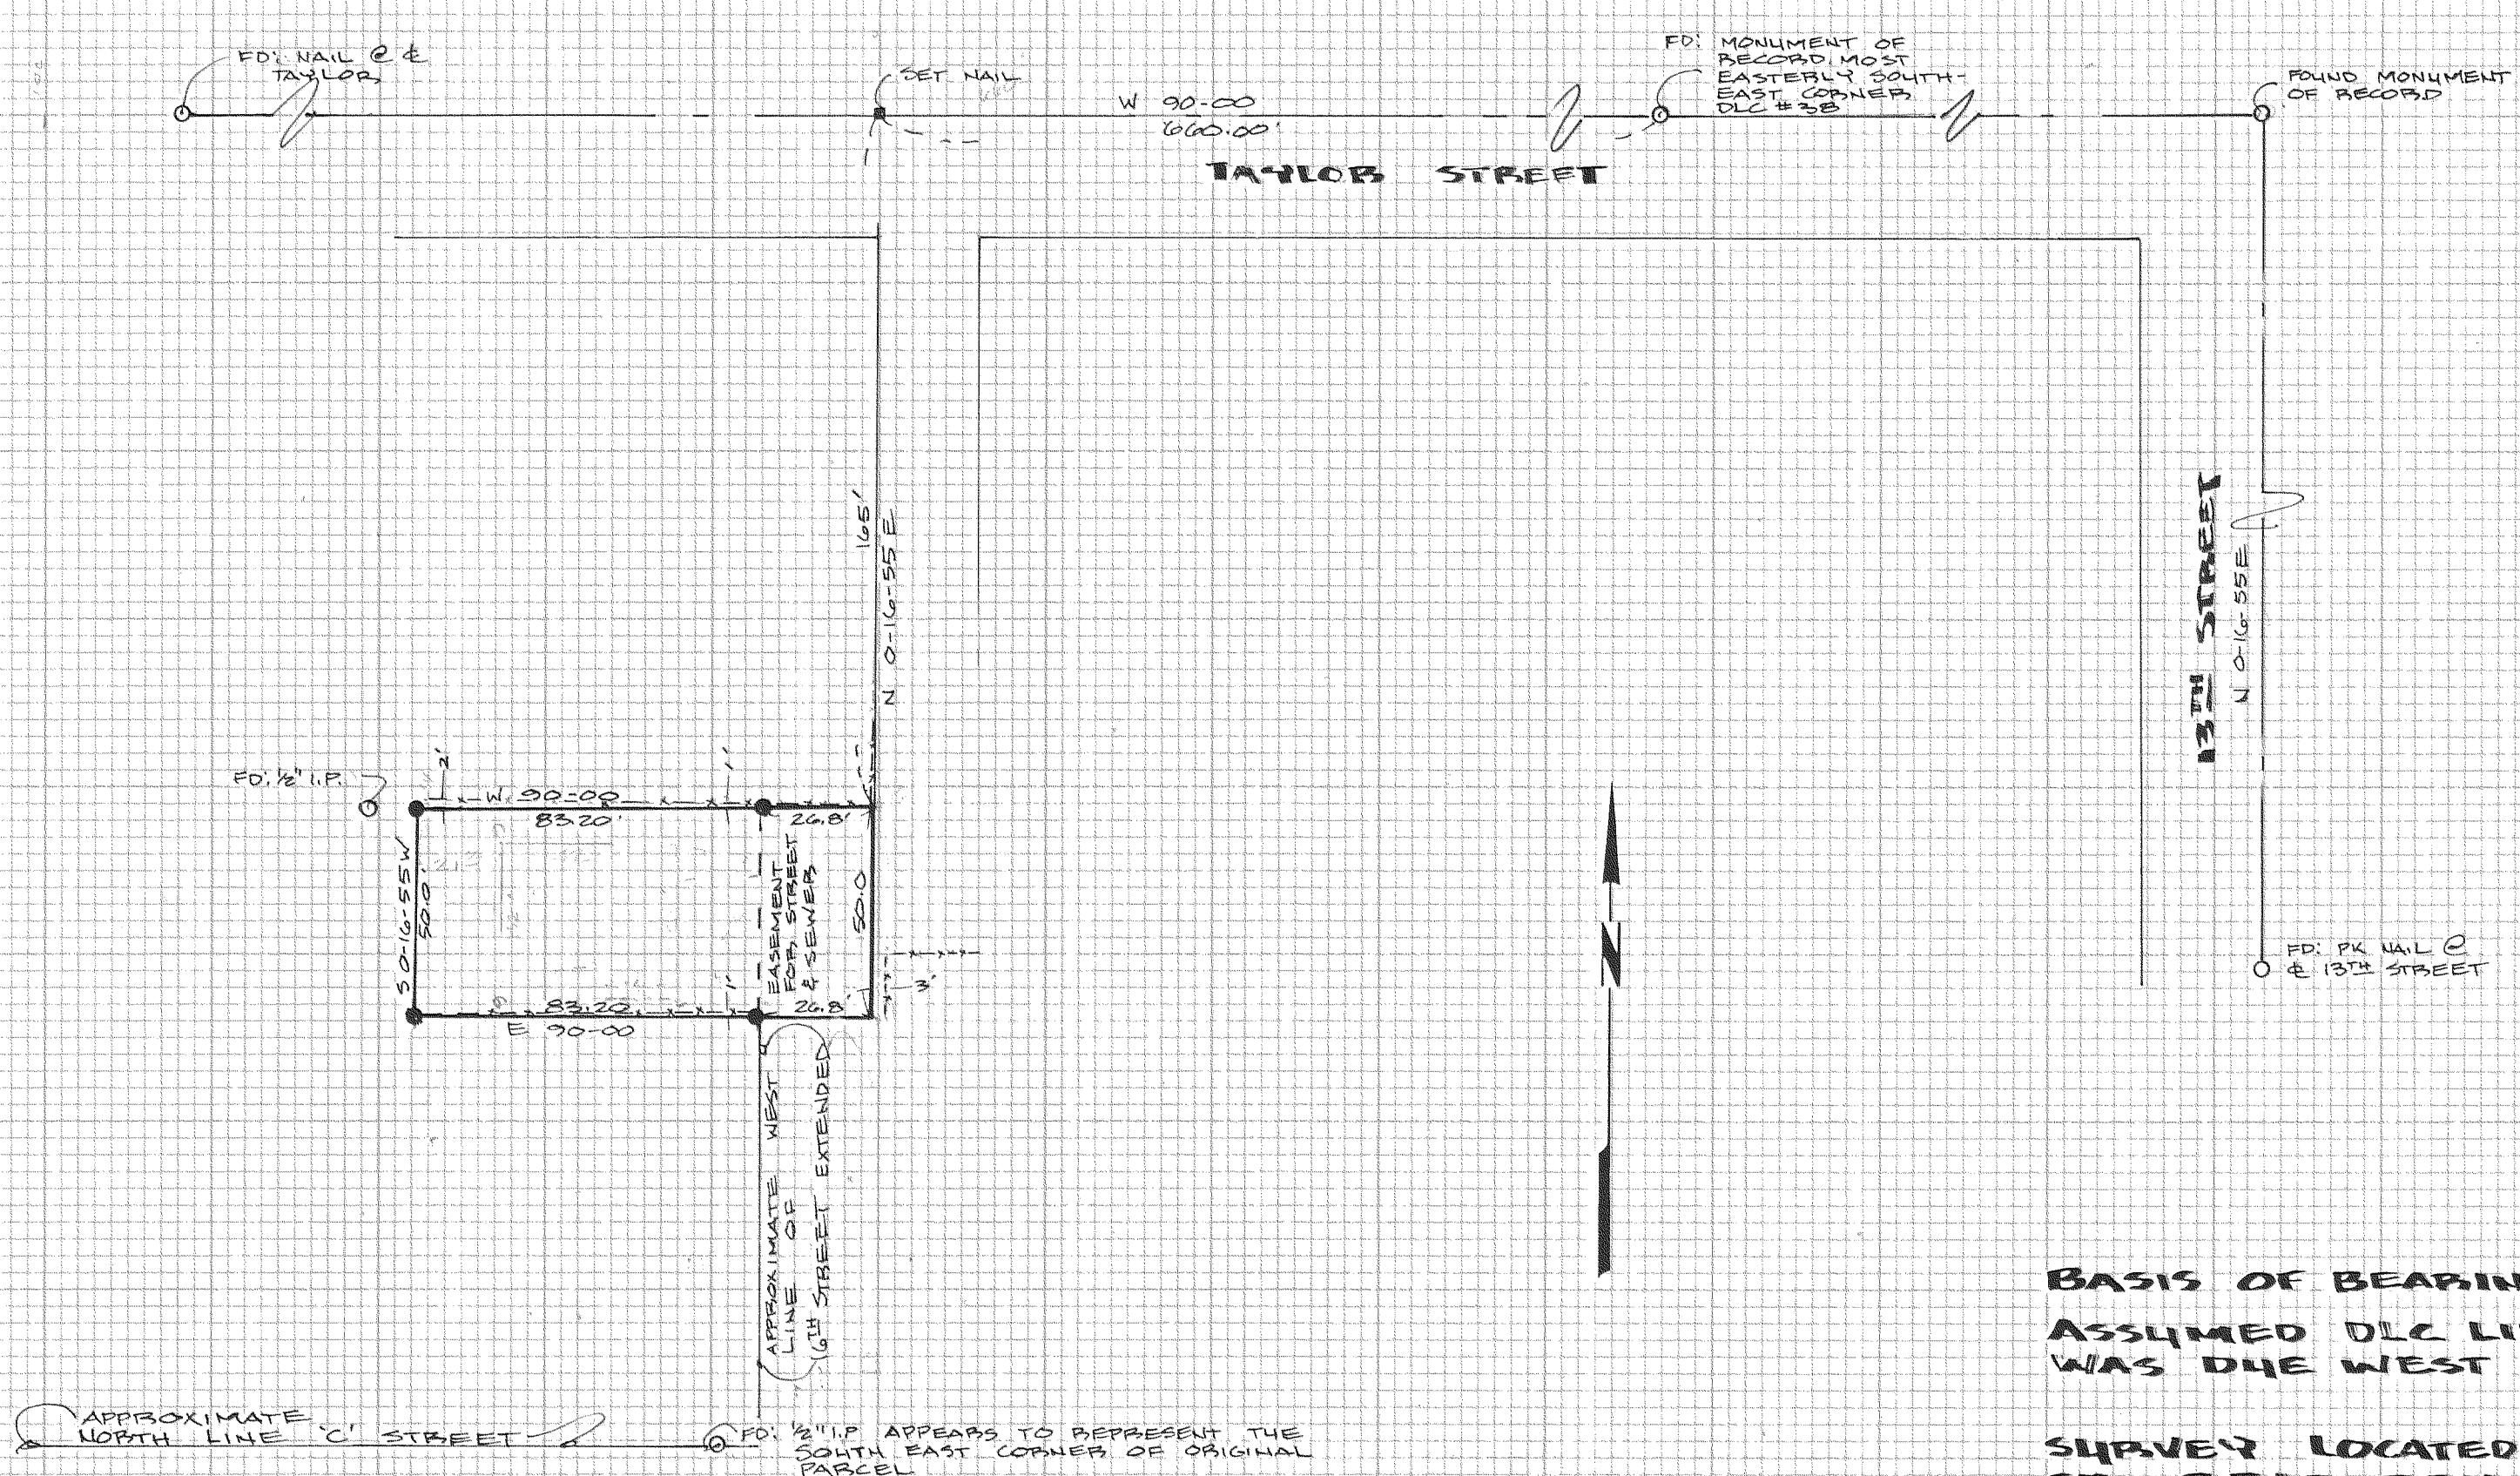 FD: NAIL @ ℄
TAYLOR
SET NAIL
W 90-00
660.00'
FD: MONUMENT OF
RECORD MOST
EASTERLY SOUTH-
EAST CORNER
DLC #38
FOUND MONUMENT
OF RECORD
TAYLOR STREET
165'
N 0-16-55 E
13TH STREET
N 0-16-55E
FD: 1/2" I.P.
2'
W 90-00
1'
83.20'
26.8'
S 0-16-55W
50.0'
EASEMENT
FOR STREET
& SEWER
50.0
3'
1'
83.20
26.8'
E 90-00
N
FD: PK NAIL @
℄ 13TH STREET
APPROXIMATE WEST
LINE OF
16TH STREET EXTENDED
BASIS OF BEARIN
ASSUMED DLC LI
WAS DUE WEST
APPROXIMATE
NORTH LINE 'C' STREET
FD: 1/2" I.P APPEARS TO REPRESENT THE
SOUTH EAST CORNER OF ORIGINAL
PARCEL
SURVEY LOCATED